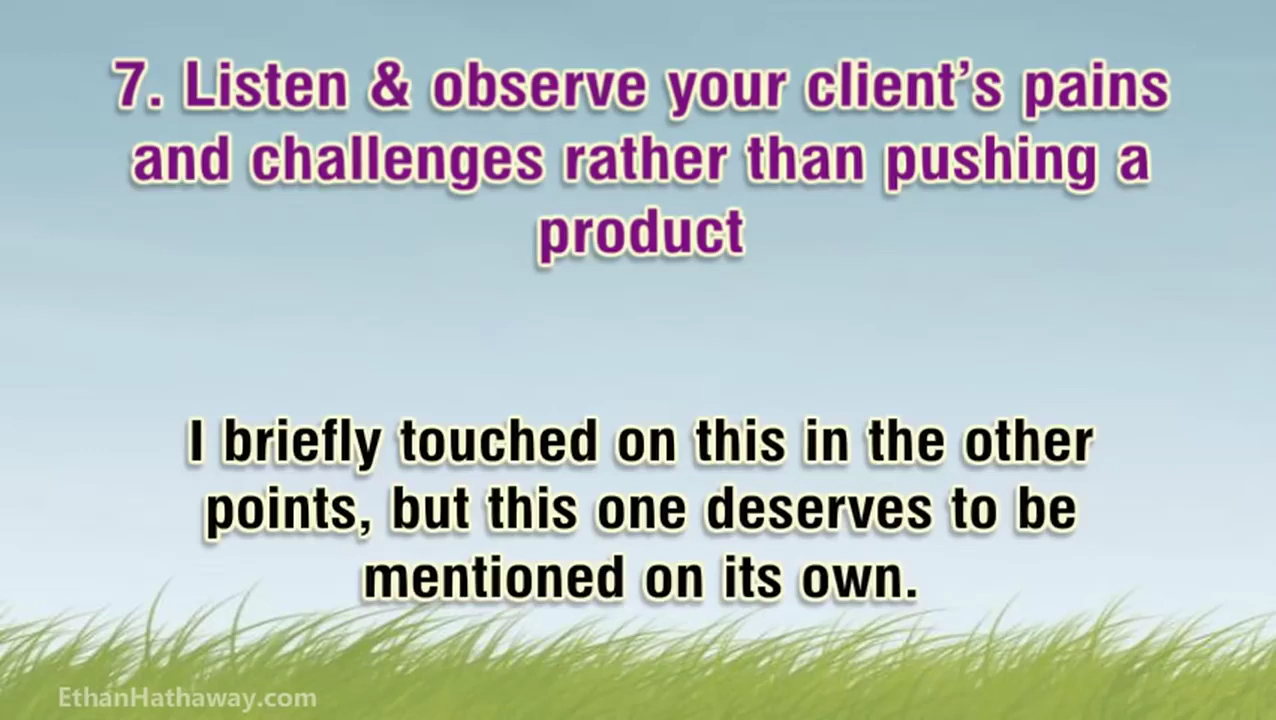 7. Listen & observe your client’s pains
and challenges rather than pushing a
product
I briefly touched on this in the other
points, but this one deserves to be
mentioned on its own.
EthanHathaway.com